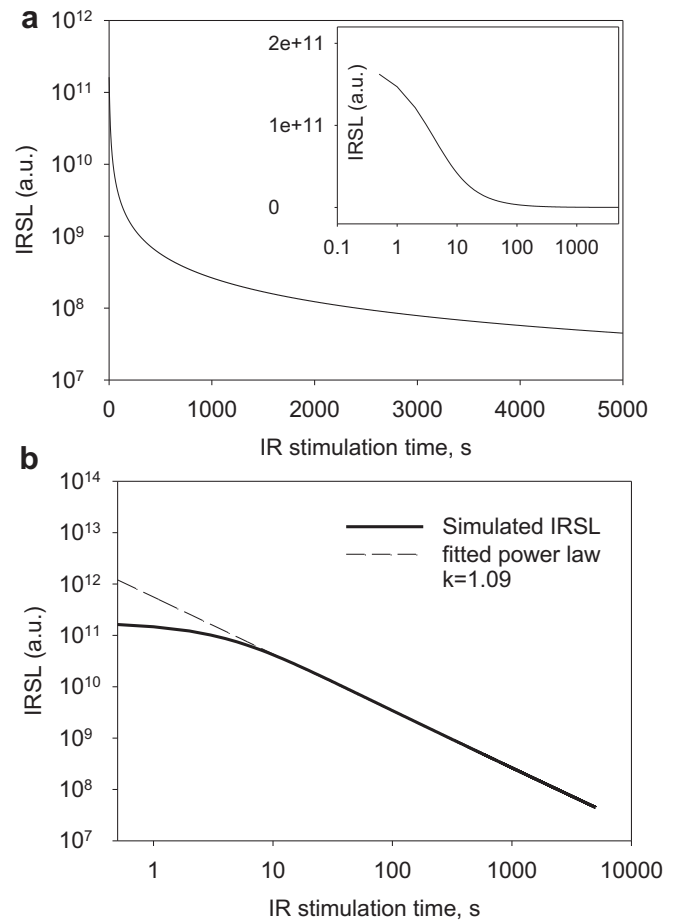 a
10¹²
10¹¹
10¹⁰
10⁹
10⁸
10⁷
IRSL (a.u.)
0 1000 2000 3000 4000 5000
IR stimulation time, s
2e+11
1e+11
0
IRSL (a.u.)
0.1 1 10 100 1000
b
10¹⁴
10¹³
10¹²
10¹¹
10¹⁰
10⁹
10⁸
10⁷
IRSL (a.u.)
Simulated IRSL
fitted power law
k=1.09
1 10 100 1000 10000
IR stimulation time, s